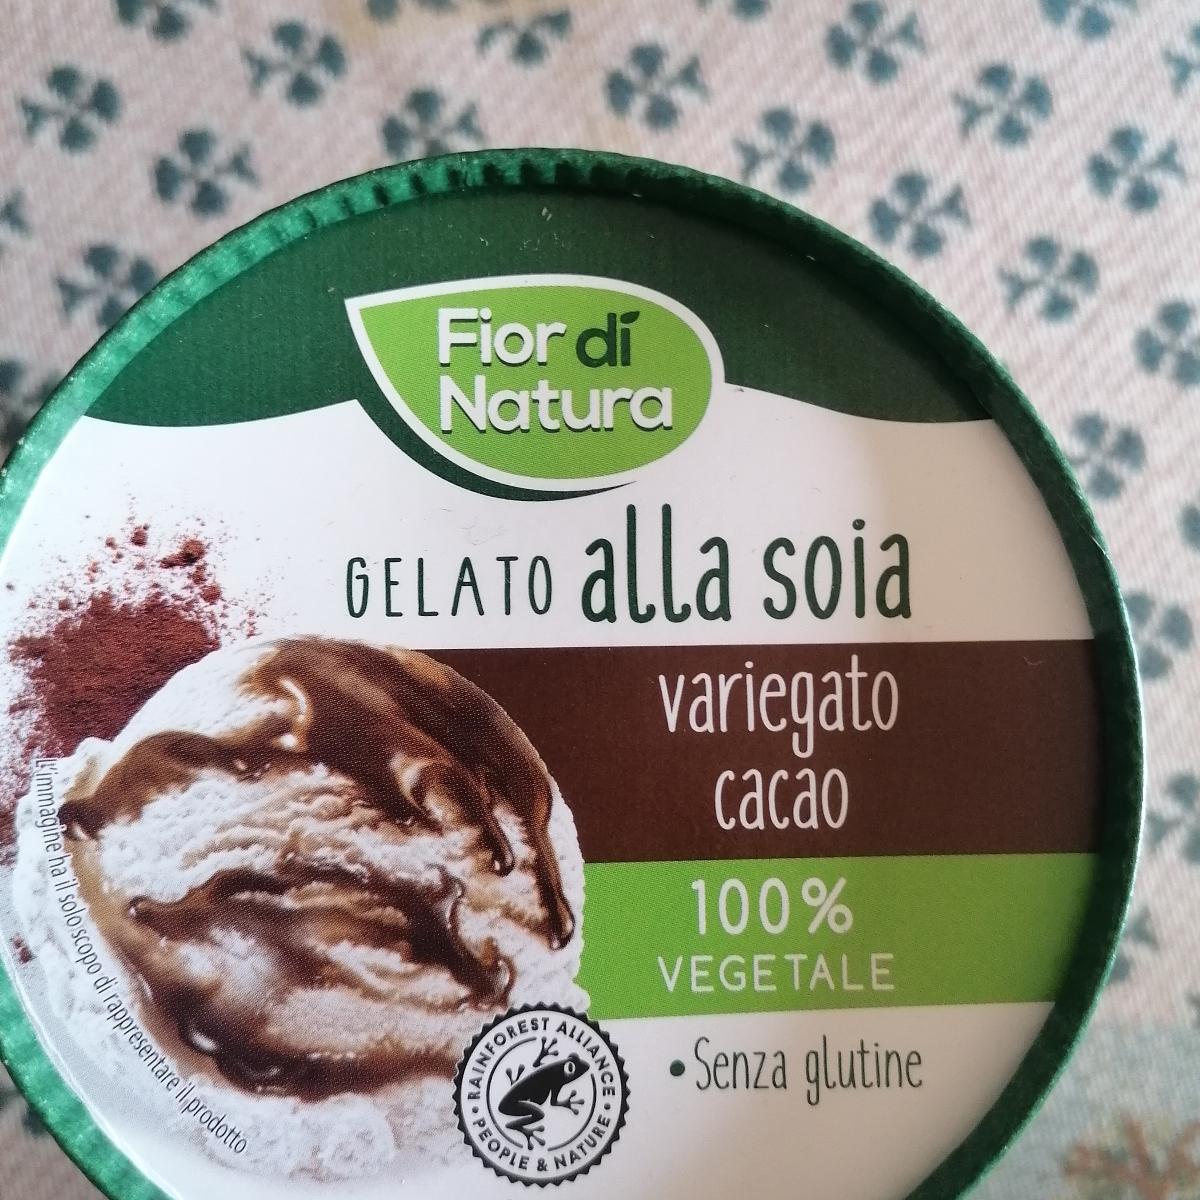 Fior di
Natura
GELATO alla soia
variegato
cacao
100%
VEGETALE
• Senza glutine
RAINFOREST ALLIANCE
• PEOPLE & NATURE •
L'immagine ha il solo scopo di rappresentare il prodotto